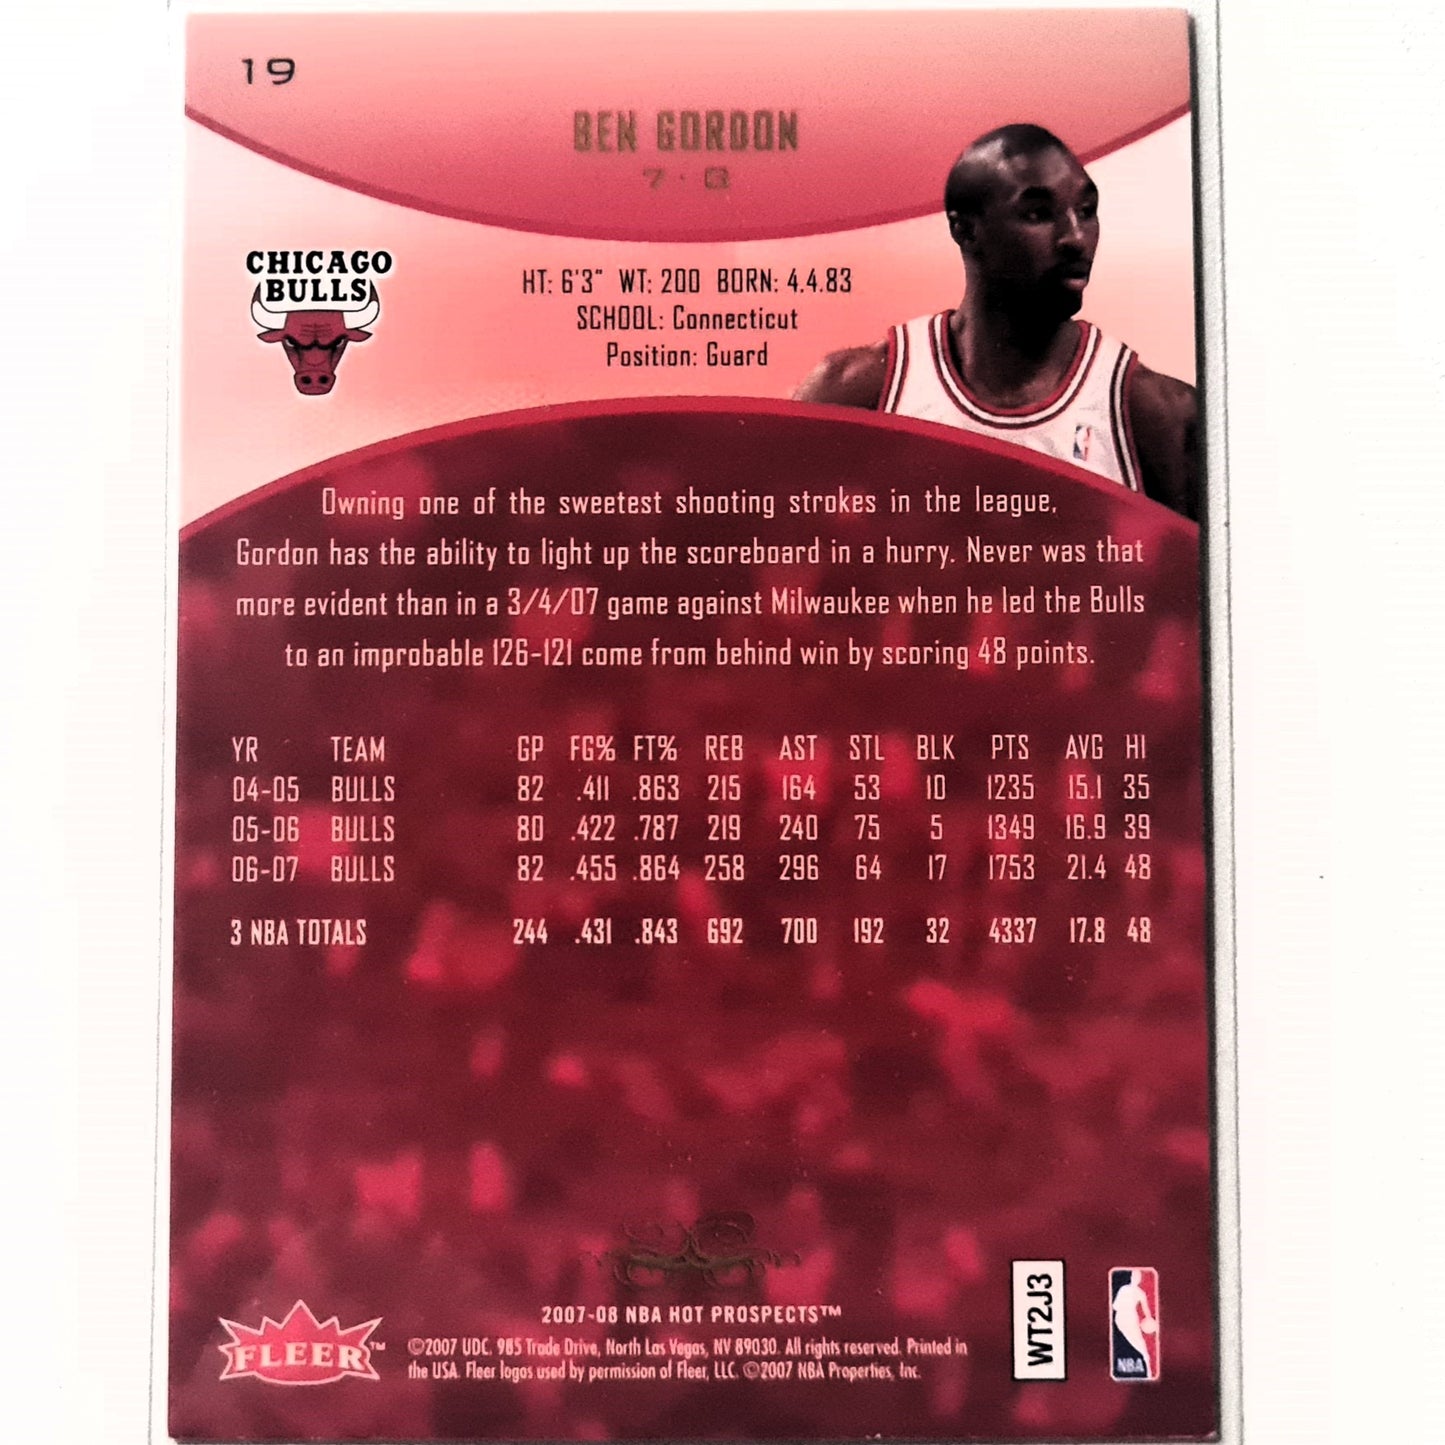 19
BEN GORDON
7 · G
CHICAGO
BULLS
HT: 6'3" WT: 200 BORN: 4.4.83
SCHOOL: Connecticut
Position: Guard
Owning one of the sweetest shooting strokes in the league,
Gordon has the ability to light up the scoreboard in a hurry. Never was that
more evident than in a 3/4/07 game against Milwaukee when he led the Bulls
to an improbable 126-121 come from behind win by scoring 48 points.
YR TEAM GP FG% FT% REB AST STL BLK PTS AVG HI
04-05 BULLS 82 .411 .863 215 164 53 10 1235 15.1 35
05-06 BULLS 80 .422 .787 219 240 75 5 1349 16.9 39
06-07 BULLS 82 .455 .864 258 296 64 17 1753 21.4 48
3 NBA TOTALS 244 .431 .843 692 700 192 32 4337 17.8 48
2007-08 NBA HOT PROSPECTS™
©2007 UDC. 985 Trade Drive, North Las Vegas, NV 89030. All rights reserved. Printed in
the USA. Fleer logos used by permission of Fleer, LLC. ©2007 NBA Properties, Inc.
FLEER™
WT2J3
NBA